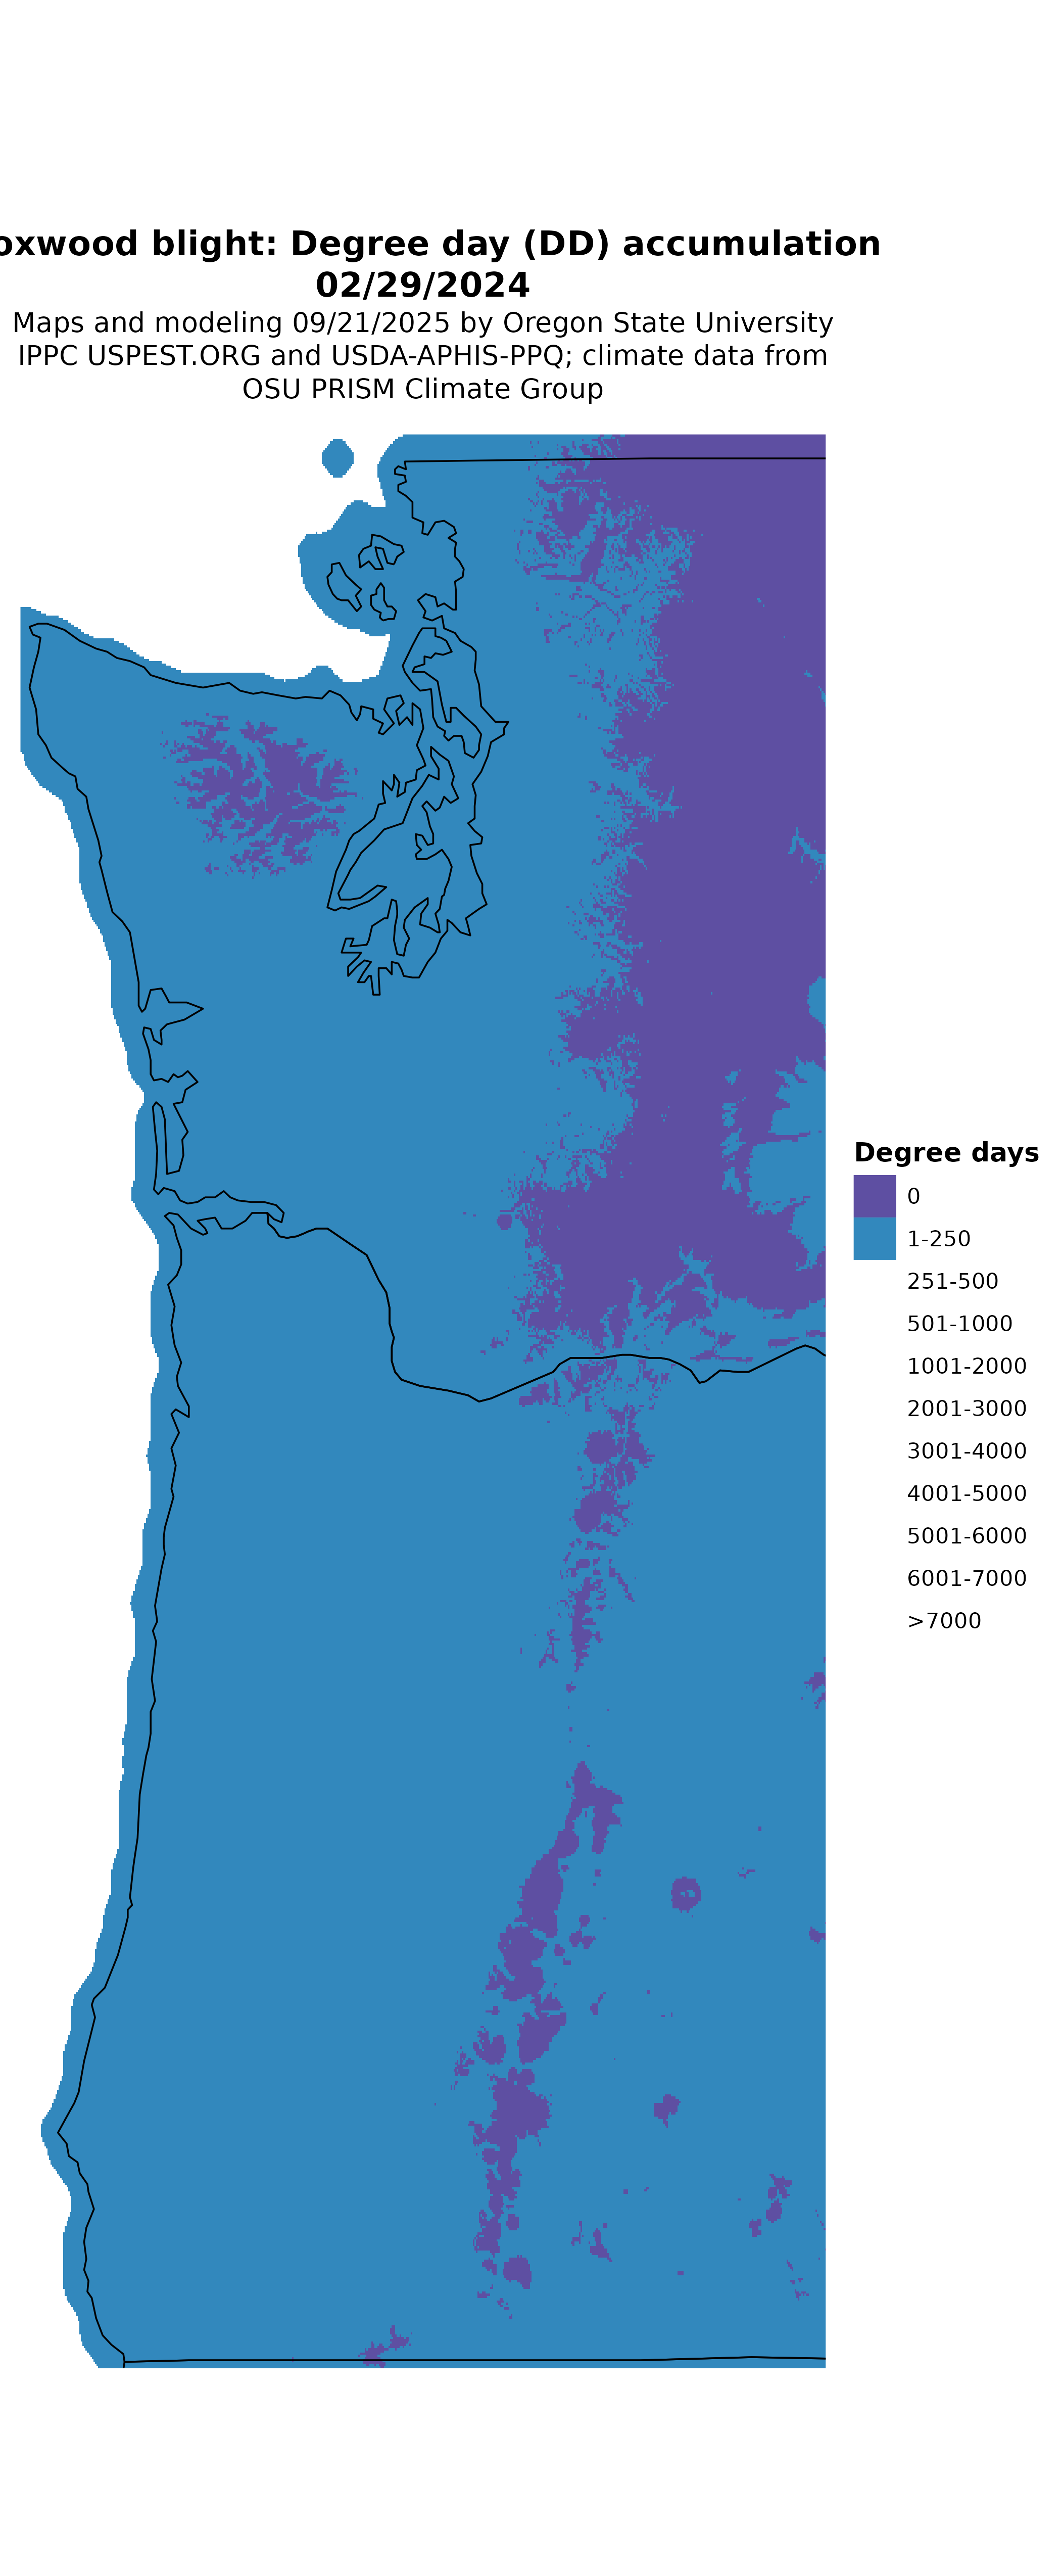 oxwood blight: Degree day (DD) accumulation
02/29/2024
Maps and modeling 09/21/2025 by Oregon State University
IPPC USPEST.ORG and USDA-APHIS-PPQ; climate data from
OSU PRISM Climate Group
Degree days
0
1-250
251-500
501-1000
1001-2000
2001-3000
3001-4000
4001-5000
5001-6000
6001-7000
>7000